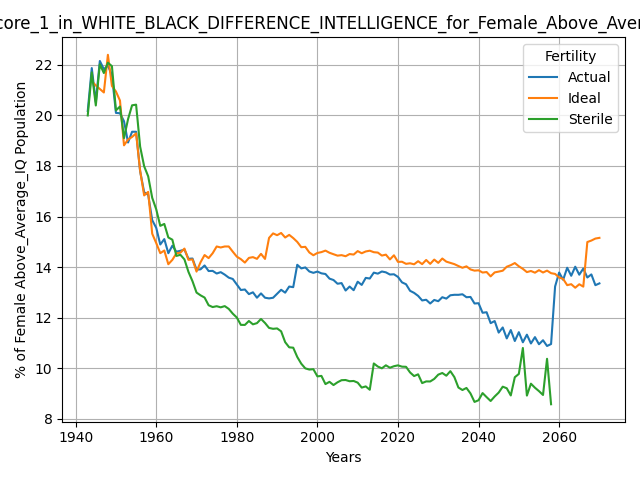 core_1_in_WHITE_BLACK_DIFFERENCE_INTELLIGENCE_for_Female_Above_Aver
Fertility
Actual
Ideal
Sterile
% of Female Above_Average_IQ Population
22
20
18
16
14
12
10
8
1940
1960
1980
2000
2020
2040
2060
Years